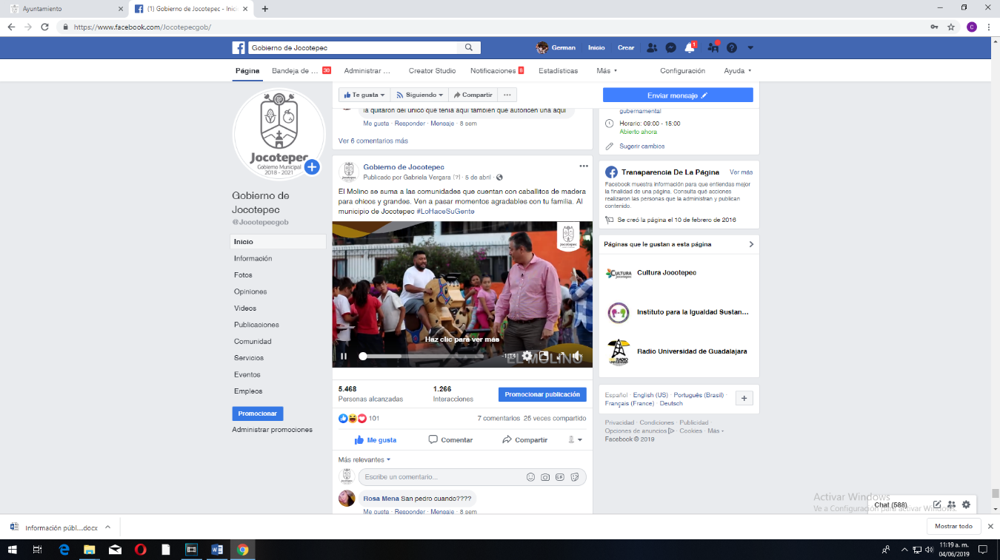 Ayuntamiento
(1) Gobierno de Jocotepec - Inic
https://www.facebook.com/Jocotepecgob/
Gobierno de Jocotepec
German
Inicio
Crear
1
Página
Bandeja de ... 30
Administrar ...
Creator Studio
Notificaciones 8
Estadísticas
Más
Configuración
Ayuda
Jocotepec
Gobierno Municipal
2018 - 2021
Gobierno de
Jocotepec
@Jocotepecgob
Inicio
Información
Fotos
Opiniones
Videos
Publicaciones
Comunidad
Servicios
Eventos
Empleos
Promocionar
Administrar promociones
Te gusta
Siguiendo
Compartir
Enviar mensaje
la quitaron del unico que tenia aqui tambien que autoricen una aqui
Me gusta · Responder · Mensaje · 8 sem
Ver 6 comentarios más
Gobierno de Jocotepec
Publicado por Gabriela Vergara [?] · 5 de abril ·
El Molino se suma a las comunidades que cuentan con caballitos de madera
para chicos y grandes. Ven a pasar momentos agradables con tu familia. Al
municipio de Jocotepec #LoHaceSuGente
Jocotepec
Haz clic para ver más
-1:14
EL MOLINO
5.468
Personas alcanzadas
1.266
Interacciones
Promocionar publicación
101
7 comentarios 25 veces compartido
Me gusta
Comentar
Compartir
Más relevantes
Escribe un comentario...
GIF
Rosa Mena San pedro cuando????
Me gusta · Responder · Mensaje · 8 sem
gubernamental
Horario: 09:00 - 15:00
Abierto ahora
Sugerir cambios
Transparencia De La Página
Ver más
Facebook muestra información para que entiendas mejor
la finalidad de una página. Consulta qué acciones
realizaron las personas que la administran y publican
contenido.
Se creó la página el 10 de febrero de 2016
Páginas que le gustan a esta página
CULTURA
Jocotepec
Cultura Jocotepec
Instituto para la Igualdad Sustan...
RADIO
Radio Universidad de Guadalajara
Español · English (US) · Português (Brasil) ·
Français (France) · Deutsch
Privacidad · Condiciones · Publicidad ·
Opciones de anuncios · Cookies · Más
Facebook © 2019
Activar Windows
Ve a Configuración para activar Windows.
Chat (588)
Información públ....docx
Mostrar todo
11:19 a. m.
04/06/2019